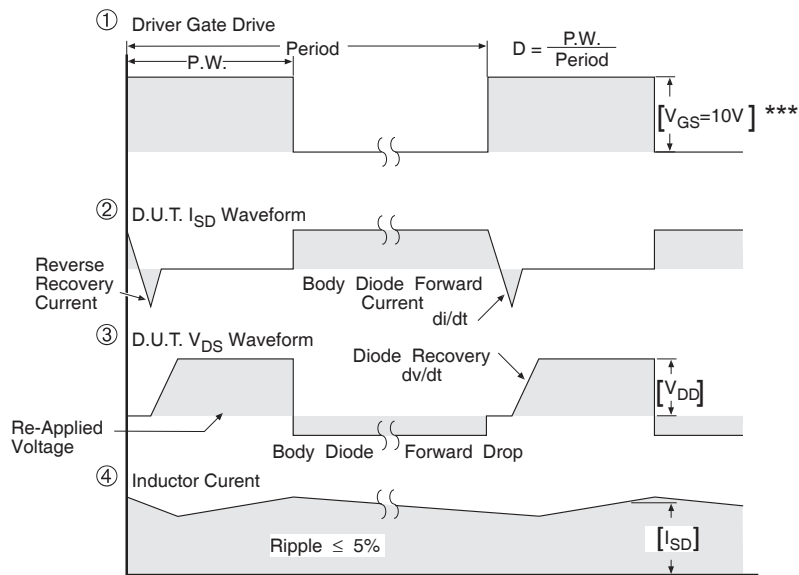 ① Driver Gate Drive
Period
P.W.
D = P.W. / Period
[VGS=10V] ***
② D.U.T. ISD Waveform
Reverse
Recovery
Current
Body Diode Forward
Current
di/dt
③ D.U.T. VDS Waveform
Diode Recovery
dv/dt
[VDD]
Re-Applied
Voltage
Body Diode Forward Drop
④ Inductor Curent
Ripple ≤ 5%
[ISD]